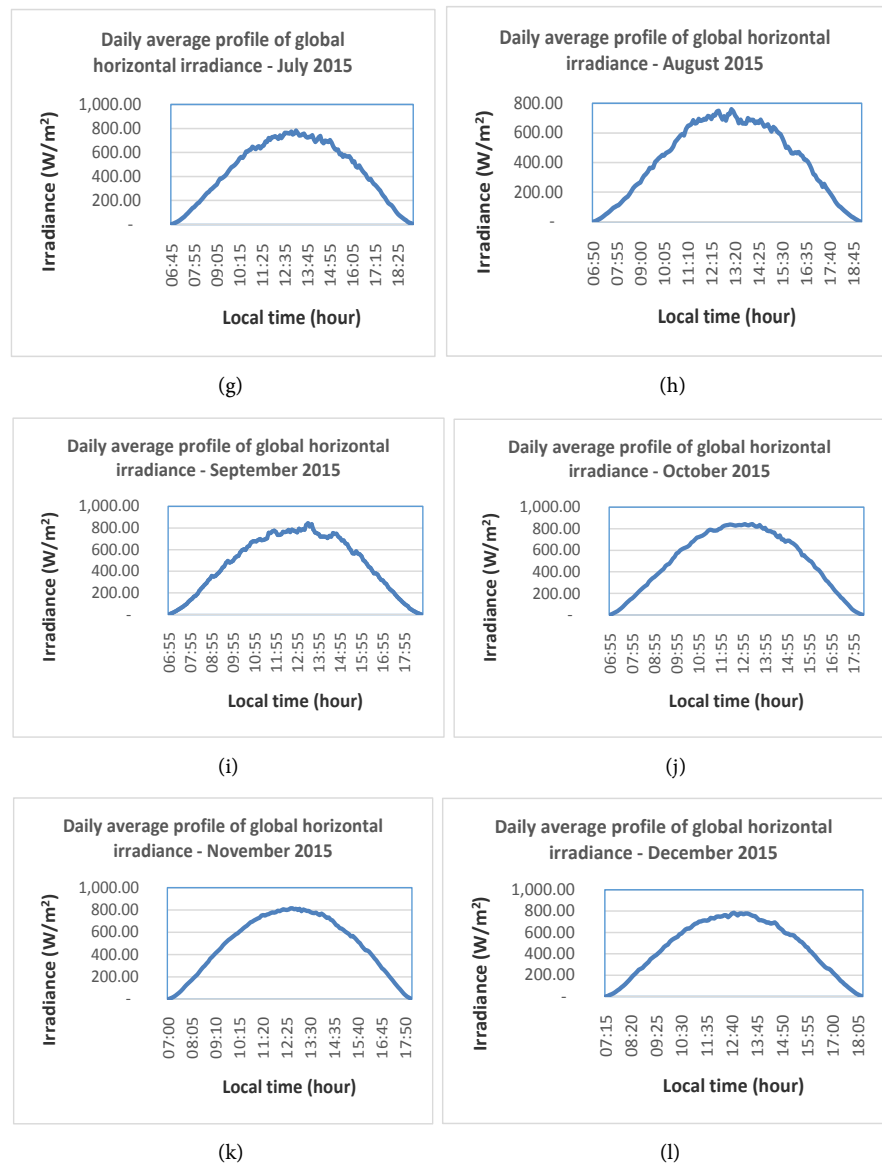 Daily average profile of global
horizontal irradiance - July 2015
1,000.00
800.00
600.00
400.00
200.00
-
Irradiance (W/m²)
06:45 07:55 09:05 10:15 11:25 12:35 13:45 14:55 16:05 17:15 18:25
Local time (hour)
(g)
Daily average profile of global horizontal
irradiance - August 2015
800.00
600.00
400.00
200.00
-
Irradiance (W/m²)
06:50 07:55 09:00 10:05 11:10 12:15 13:20 14:25 15:30 16:35 17:40 18:45
Local time (hour)
(h)
Daily average profile of global horizontal
irradiance - September 2015
1,000.00
800.00
600.00
400.00
200.00
-
Irradiance (W/m²)
06:55 07:55 08:55 09:55 10:55 11:55 12:55 13:55 14:55 15:55 16:55 17:55
Local time (hour)
(i)
Daily average profile of global horizontal
irradiance - October 2015
1,000.00
800.00
600.00
400.00
200.00
-
Irradiance (W/m²)
06:55 07:55 08:55 09:55 10:55 11:55 12:55 13:55 14:55 15:55 16:55 17:55
Local time (hour)
(j)
Daily average profile of global horizontal
irradiance - November 2015
1,000.00
800.00
600.00
400.00
200.00
-
Irradiance (W/m²)
07:00 08:05 09:10 10:15 11:20 12:25 13:30 14:35 15:40 16:45 17:50
Local time (hour)
(k)
Daily average profile of global horizontal
irradiance - December 2015
1,000.00
800.00
600.00
400.00
200.00
-
Irradiance (W/m²)
07:15 08:20 09:25 10:30 11:35 12:40 13:45 14:50 15:55 17:00 18:05
Local time (hour)
(l)